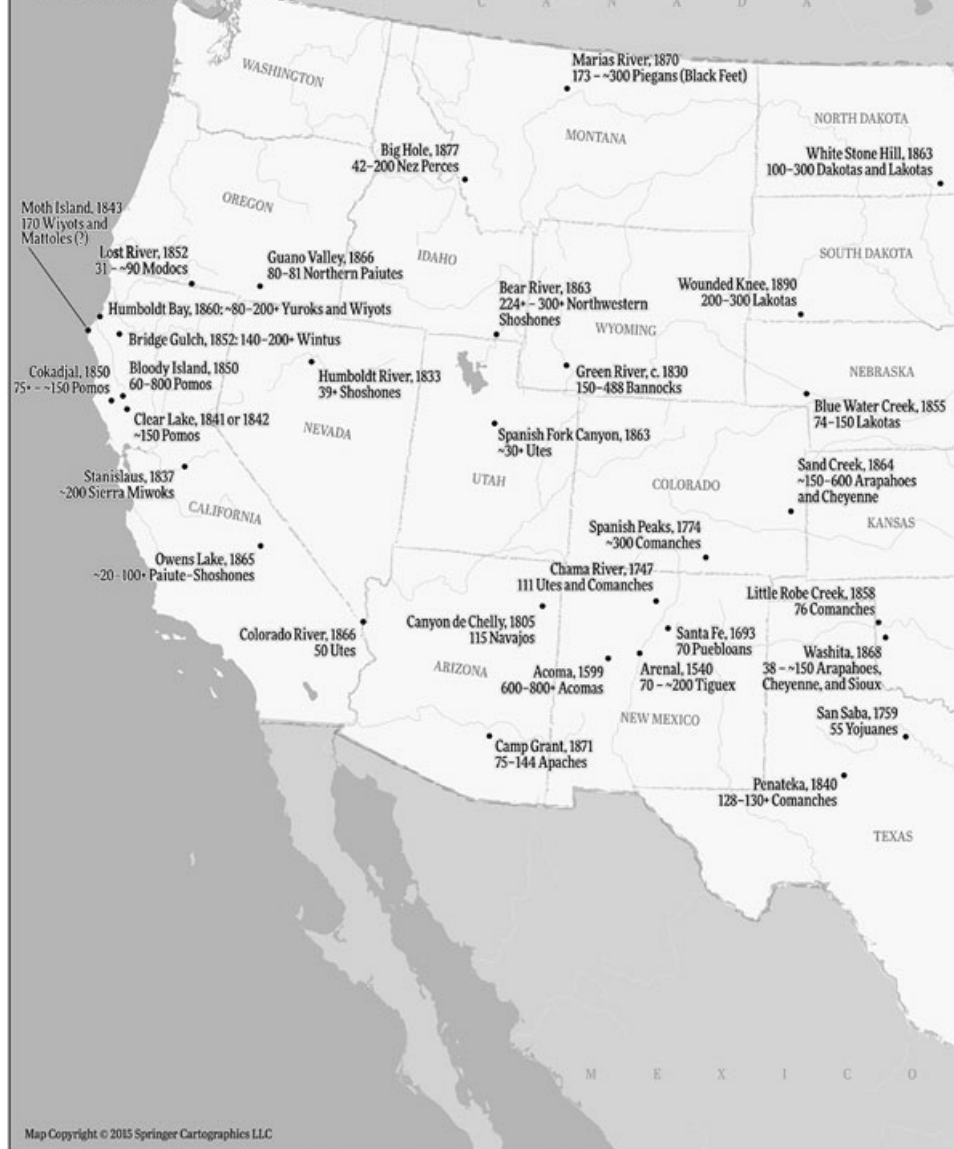 C A N A D A
WASHINGTON
Marias River, 1870
173 – ~300 Piegans (Black Feet)
MONTANA
NORTH DAKOTA
Big Hole, 1877
42–200 Nez Perces
White Stone Hill, 1863
100–300 Dakotas and Lakotas
OREGON
Moth Island, 1843
170 Wiyots and
Mattoles (?)
Lost River, 1852
31 – ~90 Modocs
Guano Valley, 1866
80–81 Northern Paiutes
IDAHO
SOUTH DAKOTA
Bear River, 1863
224+ – 300+ Northwestern
Shoshones
Wounded Knee, 1890
200–300 Lakotas
Humboldt Bay, 1860: ~80–200+ Yuroks and Wiyots
WYOMING
Bridge Gulch, 1852: 140–200+ Wintus
Cokadjal, 1850
75+ – ~150 Pomos
Bloody Island, 1850
60–800 Pomos
Humboldt River, 1833
39+ Shoshones
Green River, c. 1830
150–488 Bannocks
NEBRASKA
Clear Lake, 1841 or 1842
~150 Pomos
NEVADA
Blue Water Creek, 1855
74–150 Lakotas
Spanish Fork Canyon, 1863
~30+ Utes
Stanislaus, 1837
~200 Sierra Miwoks
UTAH
COLORADO
Sand Creek, 1864
~150–600 Arapahoes
and Cheyenne
CALIFORNIA
KANSAS
Spanish Peaks, 1774
~300 Comanches
Owens Lake, 1865
~20–100+ Paiute–Shoshones
Chama River, 1747
111 Utes and Comanches
Little Robe Creek, 1858
76 Comanches
Colorado River, 1866
50 Utes
Canyon de Chelly, 1805
115 Navajos
Santa Fe, 1693
70 Puebloans
Washita, 1868
38 – ~150 Arapahoes,
Cheyenne, and Sioux
ARIZONA
Acoma, 1599
600–800+ Acomas
Arenal, 1540
70 – ~200 Tiguex
San Saba, 1759
55 Yojuanes
NEW MEXICO
Camp Grant, 1871
75–144 Apaches
Penateka, 1840
128–130+ Comanches
TEXAS
M E X I C O
Map Copyright © 2015 Springer Cartographics LLC